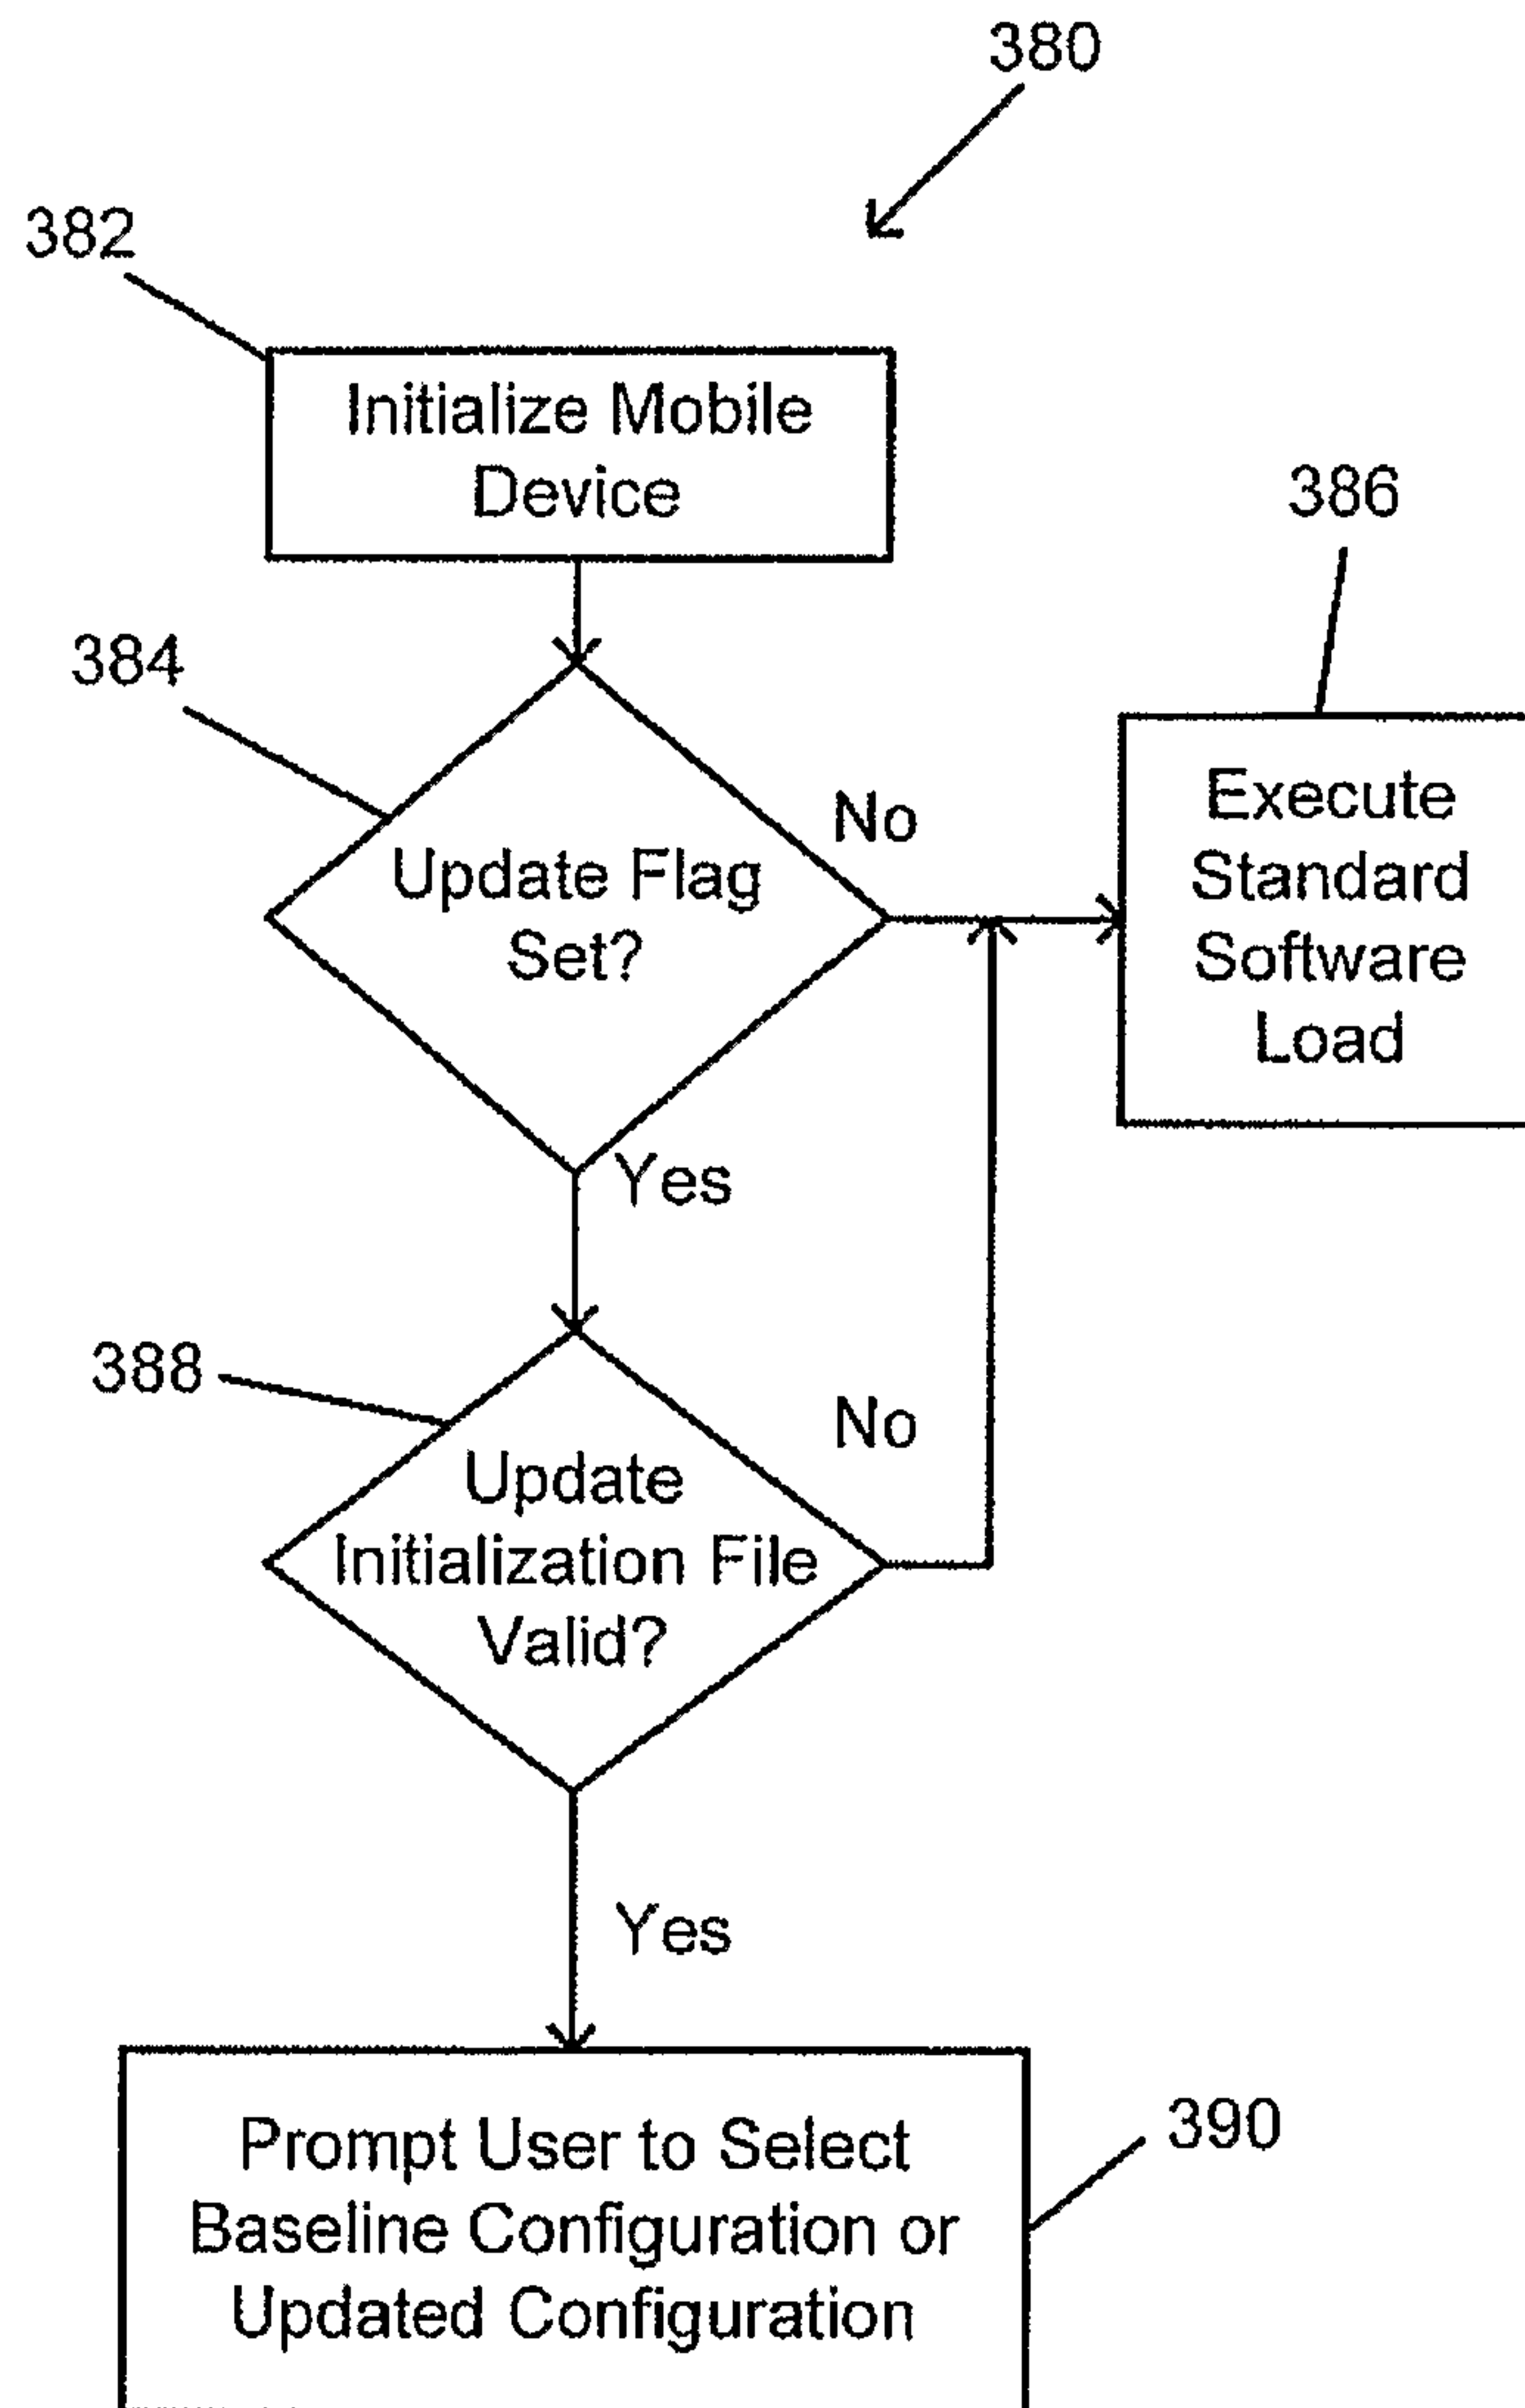 380
382
Initialize Mobile
Device
386
384
Execute
Standard
Software
Load
No
Update Flag
Set?
Yes
388
No
Update
Initialization File
Valid?
Yes
390
Prompt User to Select
Baseline Configuration or
Updated Configuration